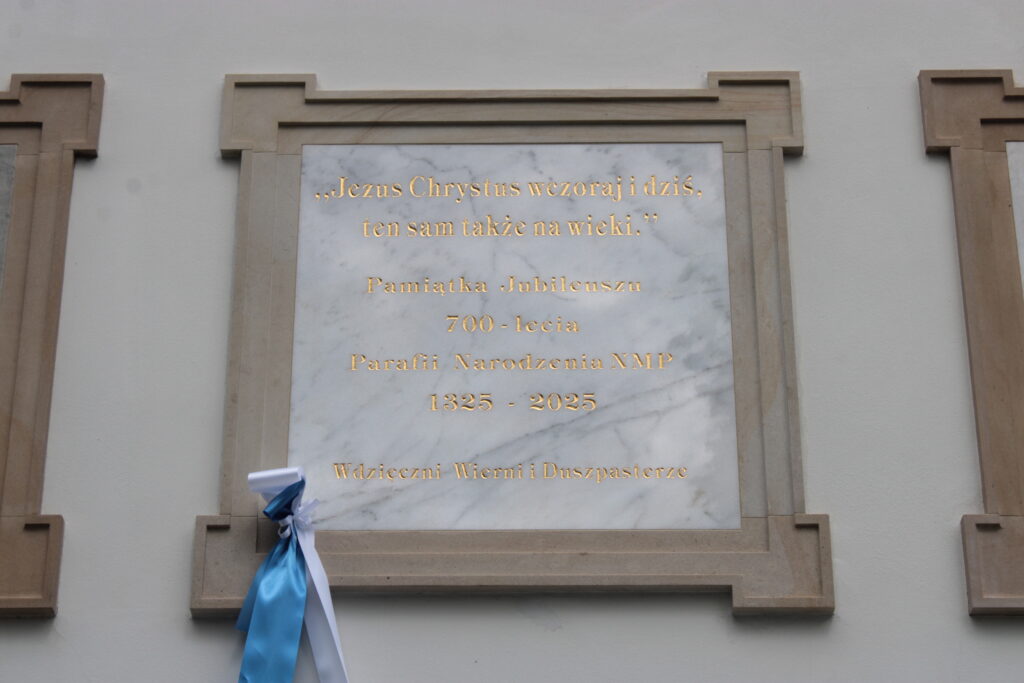 ,,Jezus Chrystus wczoraj i dziś,
ten sam także na wieki.”
Pamiątka Jubileuszu
700-lecia
Parafii Narodzenia NMP
1325 - 2025
Wdzięczni Wierni i Duszpasterze